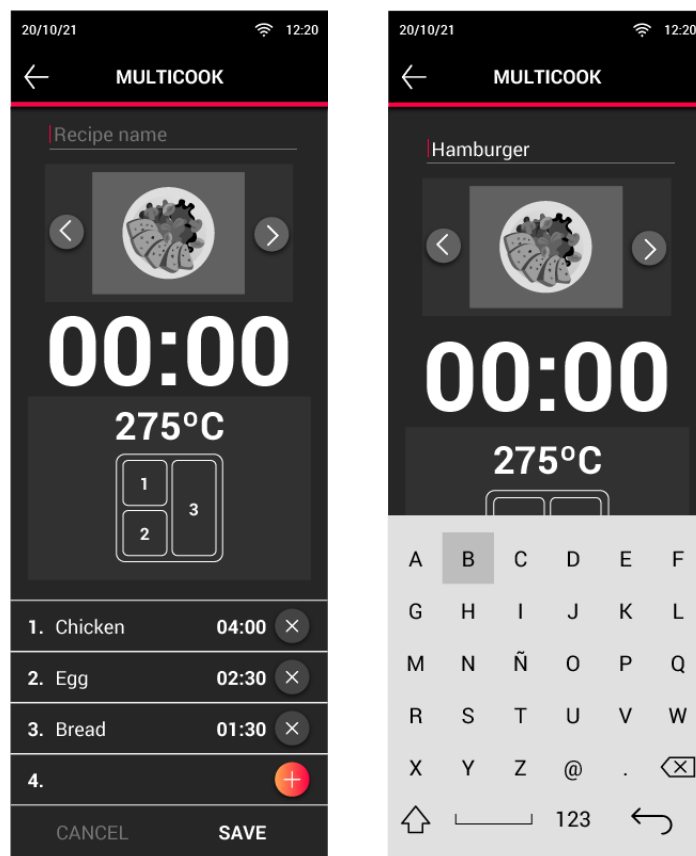 20/10/21 12:20
MULTICOOK
Recipe name
00:00
275ºC
1
2
3
1. Chicken 04:00
2. Egg 02:30
3. Bread 01:30
4.
CANCEL SAVE
20/10/21 12:20
MULTICOOK
Hamburger
00:00
275ºC
A B C D E F
G H I J K L
M N Ñ O P Q
R S T U V W
X Y Z @ .
123